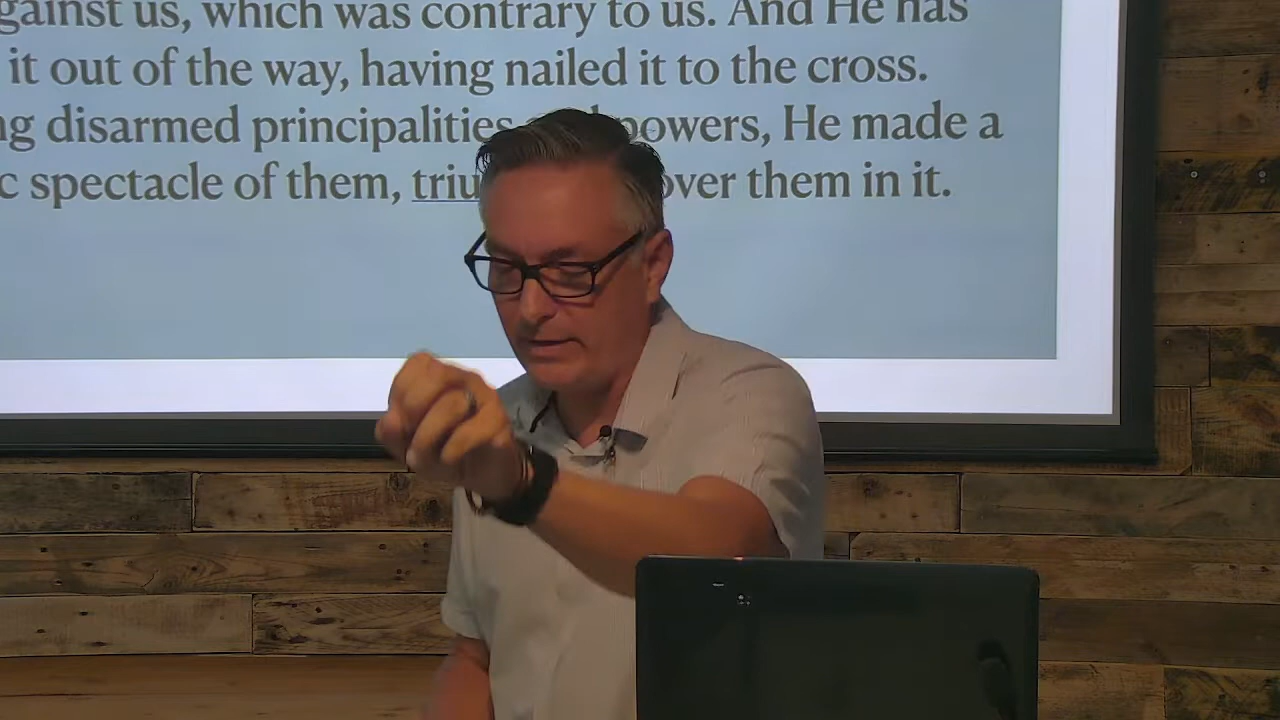 gainst us, which was contrary to us. And He has
it out of the way, having nailed it to the cross.
ng disarmed principalities powers, He made a
c spectacle of them, triu over them in it.